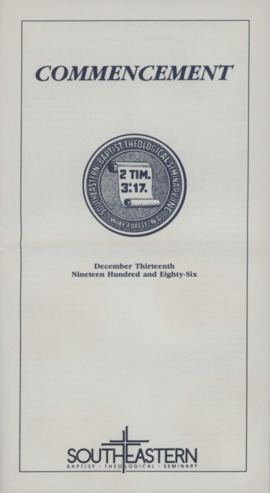 COMMENCEMENT
SOUTHEASTERN BAPTIST THEOLOGICAL SEMINARY, INC.
2 TIM.
3:17.
WAKE FOREST, N.C.
December Thirteenth
Nineteen Hundred and Eighty-Six
SOUTHEASTERN
BAPTIST • THEOLOGICAL • SEMINARY